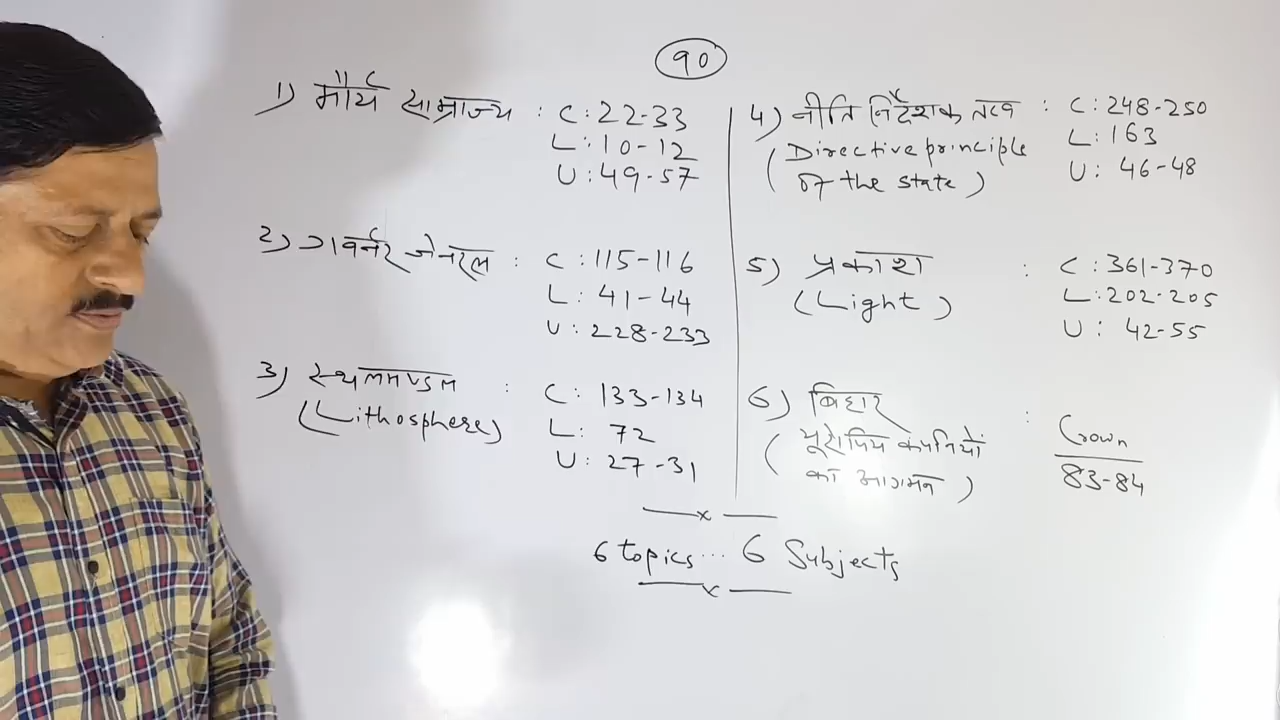 90
1) मौर्य साम्राज्य : C : 22-33
L : 10-12
U : 49-57
2) गवर्नर जेनरल : C : 115-116
L : 41-44
U : 228-233
3) स्थलमण्डल : C : 133-134
(Lithosphere) L : 72
U : 27-31
4) नीति निर्देशक तत्व : C : 248-250
(Directive principle L : 163
of the state) U : 46-48
5) प्रकाश : C : 361-370
(Light) L : 202-205
U : 42-55
6) बिहार : Crown
(यूरोपिय कंपनियों 83-84
का आगमन)
6 topics... 6 Subjects